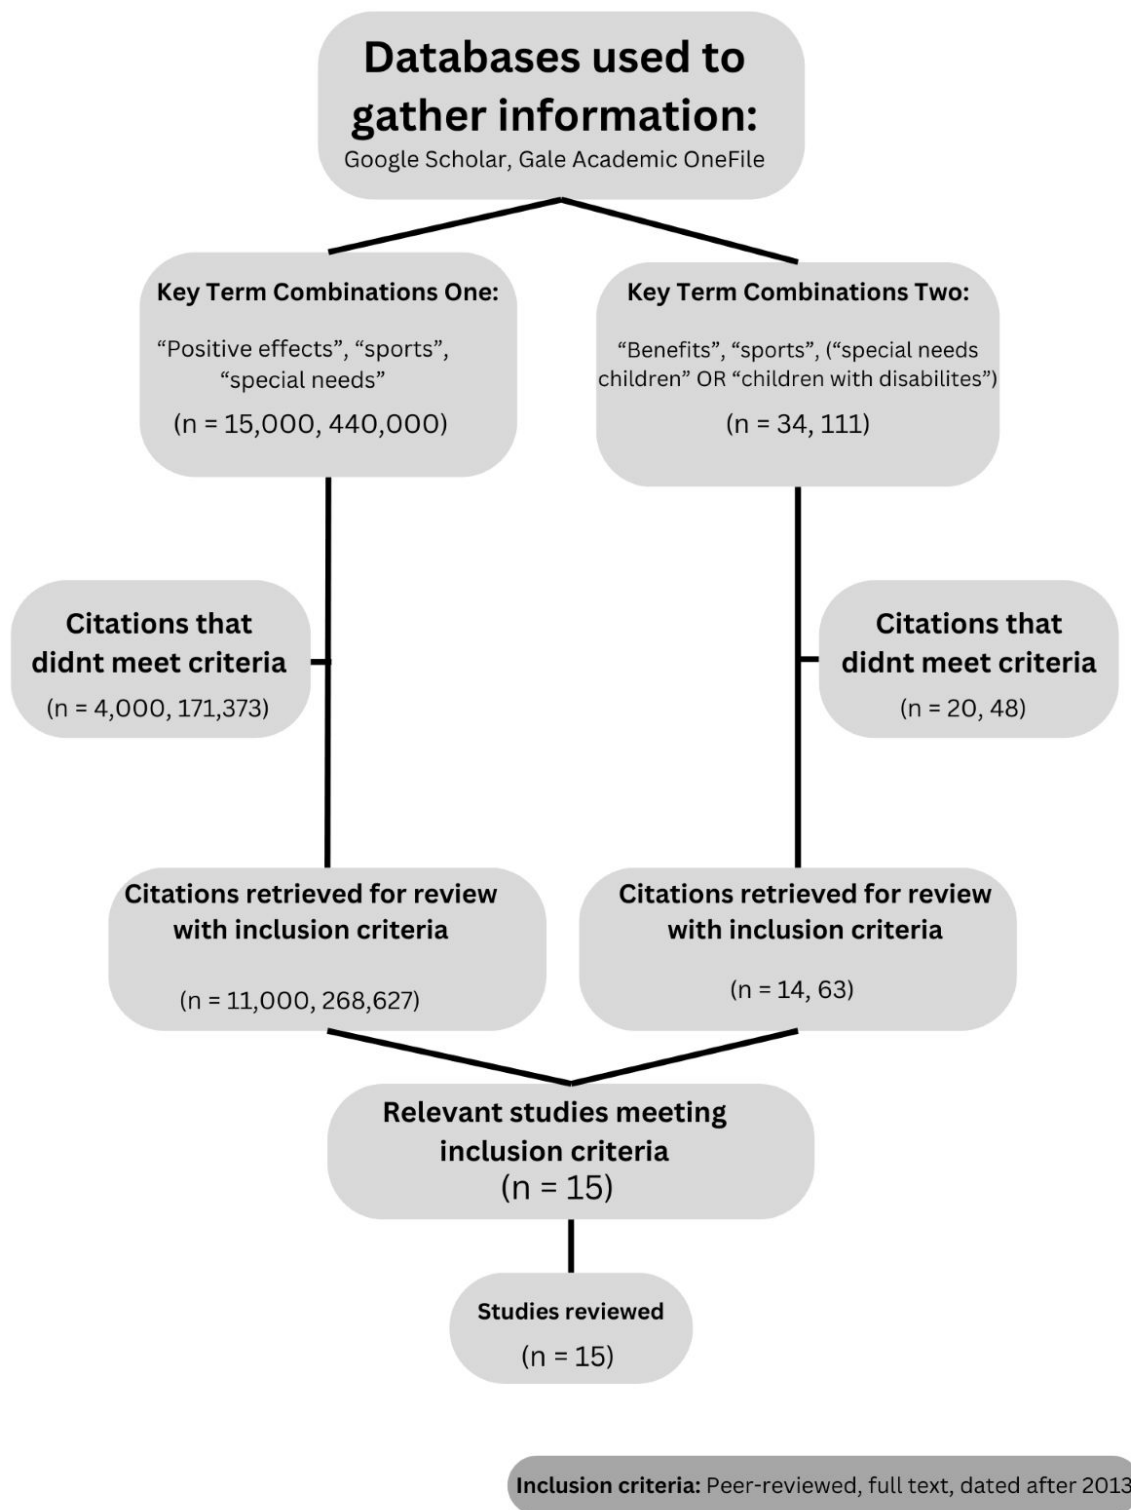 Databases used to
gather information:
Google Scholar, Gale Academic OneFile
Key Term Combinations One:
“Positive effects”, “sports”,
“special needs”
(n = 15,000, 440,000)
Key Term Combinations Two:
“Benefits”, “sports”, (“special needs
children” OR “children with disabilites”)
(n = 34, 111)
Citations that
didnt meet criteria
(n = 4,000, 171,373)
Citations that
didnt meet criteria
(n = 20, 48)
Citations retrieved for review
with inclusion criteria
(n = 11,000, 268,627)
Citations retrieved for review
with inclusion criteria
(n = 14, 63)
Relevant studies meeting
inclusion criteria
(n = 15)
Studies reviewed
(n = 15)
Inclusion criteria: Peer-reviewed, full text, dated after 2013